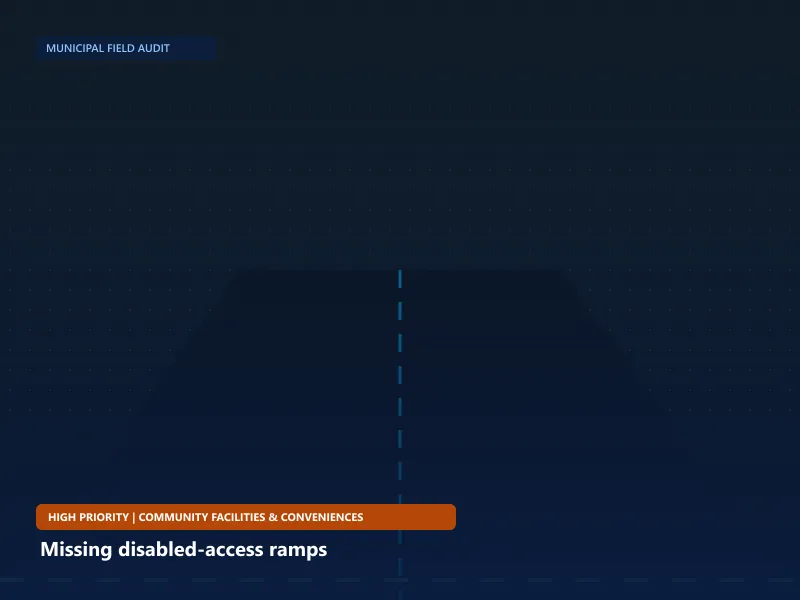 MUNICIPAL FIELD AUDIT
HIGH PRIORITY | COMMUNITY FACILITIES & CONVENIENCES
Missing disabled-access ramps